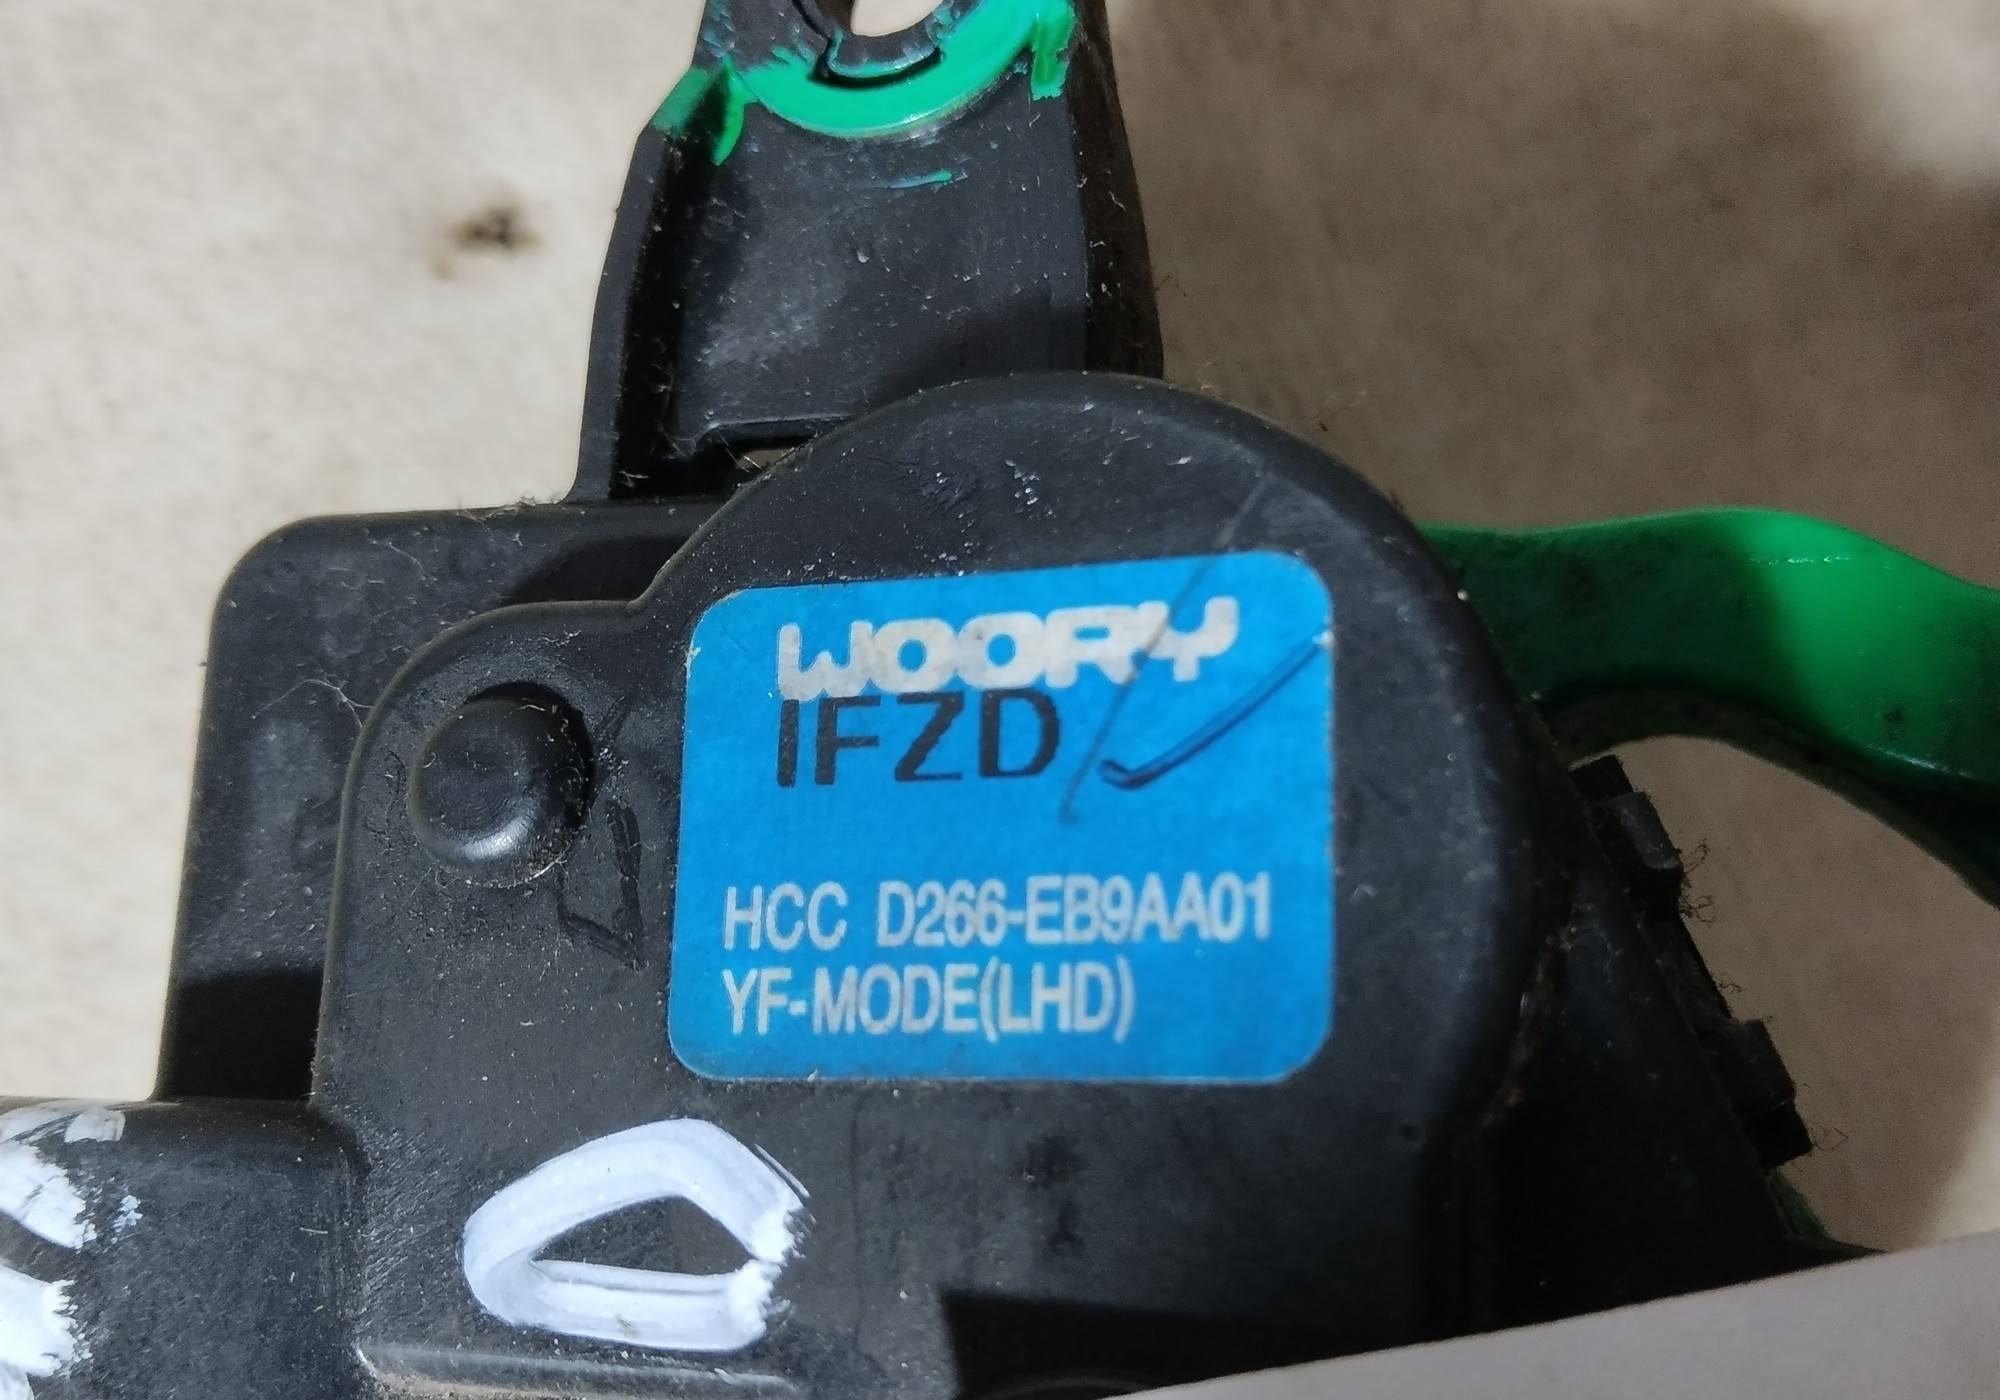 WOORY
IFZD
HCC D266-EB9AA01
YF-MODE(LHD)